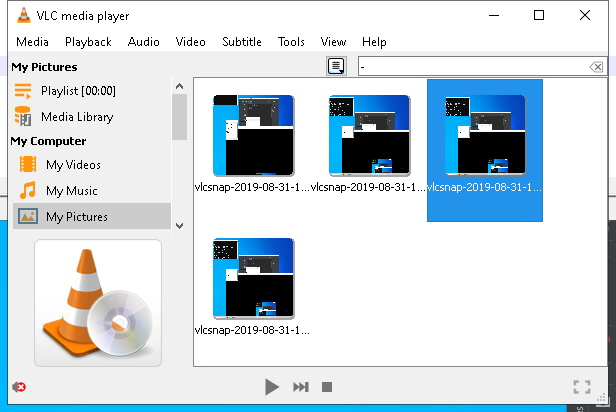 VLC media player
Media Playback Audio Video Subtitle Tools View Help
My Pictures
-
Playlist [00:00]
Media Library
My Computer
My Videos
My Music
My Pictures
vlcsnap-2019-08-31-1... vlcsnap-2019-08-31-1... vlcsnap-2019-08-31-1...
vlcsnap-2019-08-31-1...